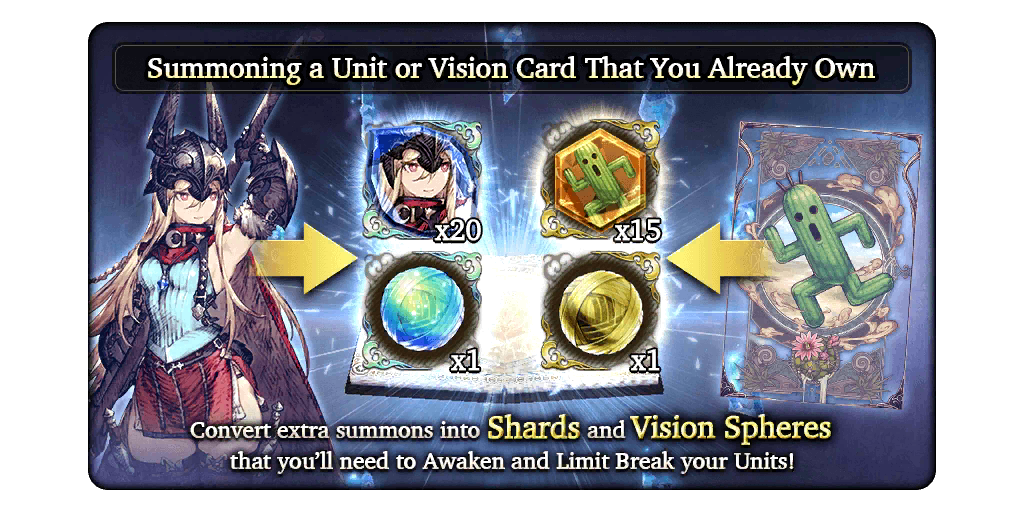 Summoning a Unit or Vision Card That You Already Own
x20
x15
x1
x1
Convert extra summons into Shards and Vision Spheres
that you'll need to Awaken and Limit Break your Units!